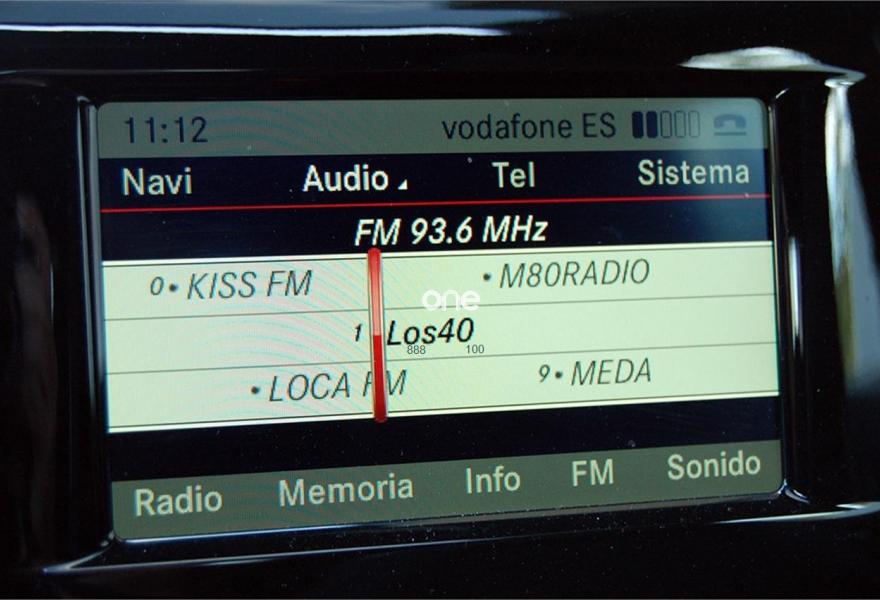 11:12 vodafone ES
Navi Audio Tel Sistema
FM 93.6 MHz
0• KISS FM •M80RADIO
one
1 Los40
888 100
•LOCA FM 9• MEDA
Radio Memoria Info FM Sonido